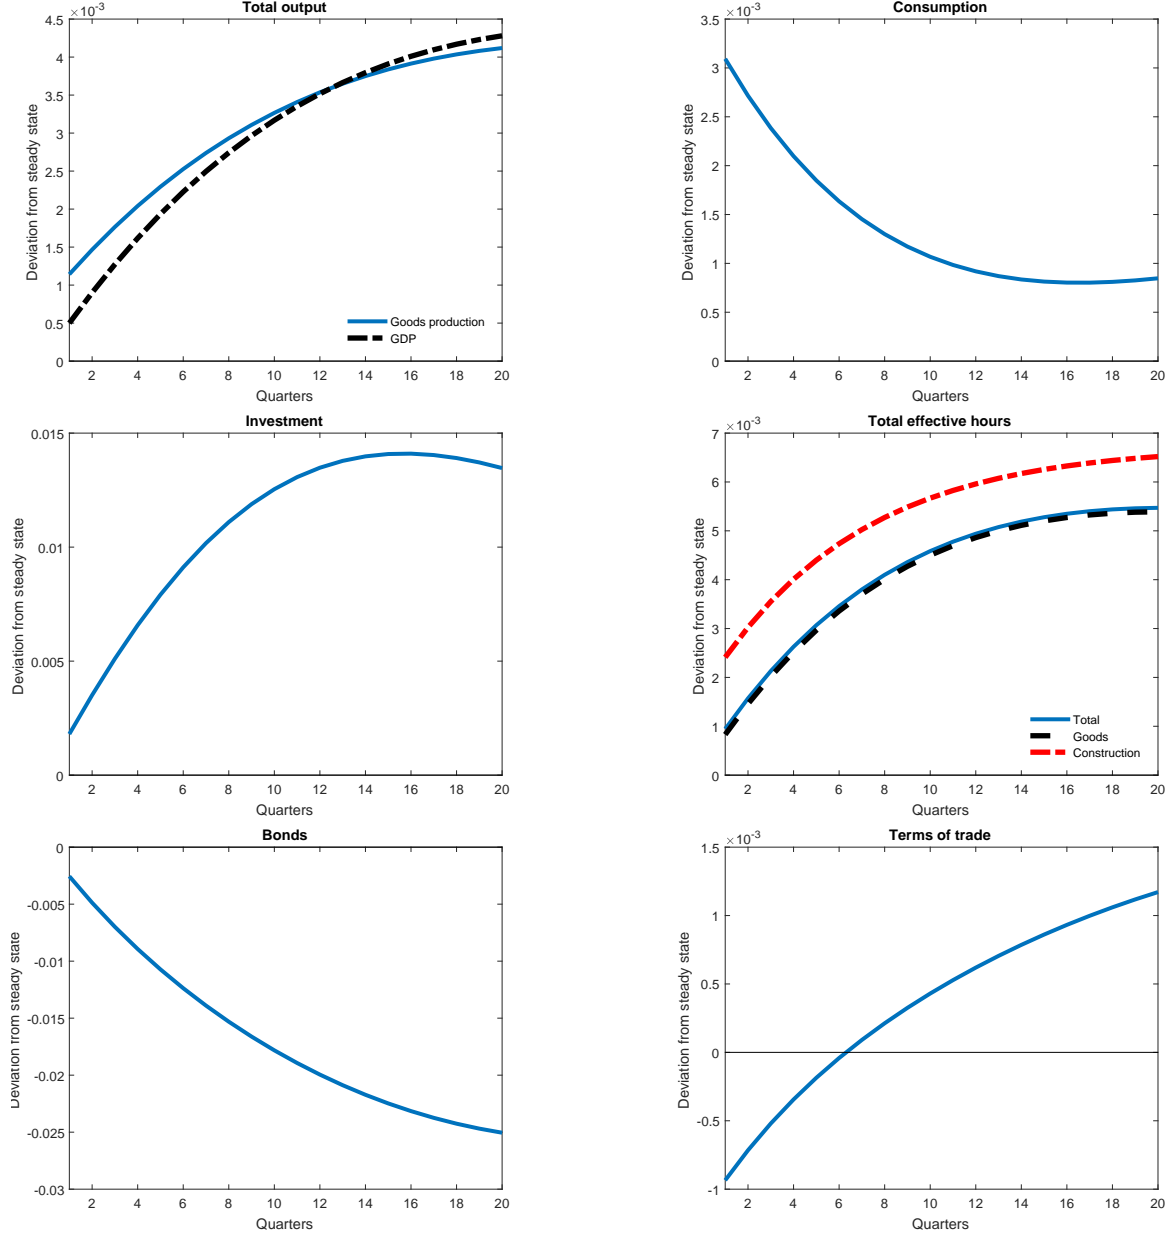 Total output
×10-3
Deviation from steady state
4.5
4
3.5
3
2.5
2
1.5
1
0.5
0
2 4 6 8 10 12 14 16 18 20
Quarters
Goods production
GDP
Consumption
×10-3
Deviation from steady state
3.5
3
2.5
2
1.5
1
0.5
0
2 4 6 8 10 12 14 16 18 20
Quarters
Investment
Deviation from steady state
0.015
0.01
0.005
0
2 4 6 8 10 12 14 16 18 20
Quarters
Total effective hours
×10-3
Deviation from steady state
7
6
5
4
3
2
1
0
2 4 6 8 10 12 14 16 18 20
Quarters
Total
Goods
Construction
Bonds
Deviation from steady state
0
-0.005
-0.01
-0.015
-0.02
-0.025
-0.03
2 4 6 8 10 12 14 16 18 20
Quarters
Terms of trade
×10-3
Deviation from steady state
1.5
1
0.5
0
-0.5
-1
2 4 6 8 10 12 14 16 18 20
Quarters